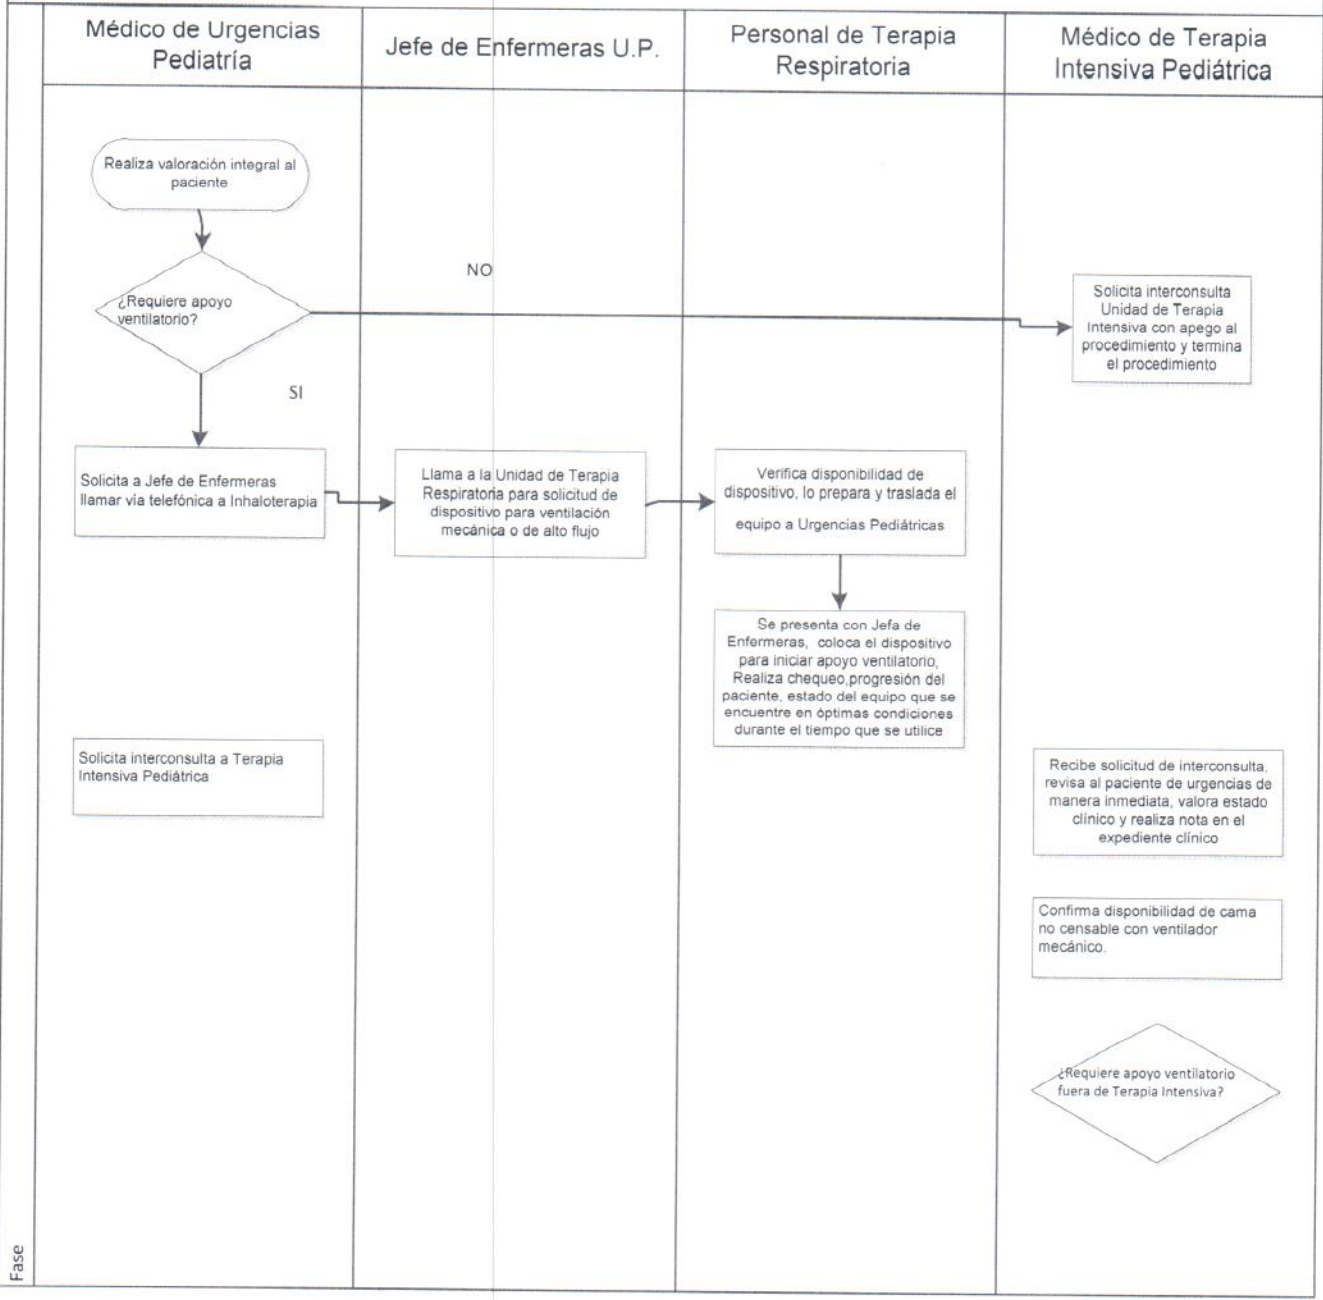 Médico de Urgencias
Pediatría
Jefe de Enfermeras U.P.
Personal de Terapia
Respiratoria
Médico de Terapia
Intensiva Pediátrica
Realiza valoración integral al
paciente
NO
¿Requiere apoyo
ventilatorio?
Solicita interconsulta
Unidad de Terapia
Intensiva con apego al
procedimiento y termina
el procedimiento
SI
Solicita a Jefe de Enfermeras
llamar vía telefónica a Inhaloterapia
Llama a la Unidad de Terapia
Respiratoria para solicitud de
dispositivo para ventilación
mecánica o de alto flujo
Verifica disponibilidad de
dispositivo, lo prepara y traslada el
equipo a Urgencias Pediátricas
Se presenta con Jefa de
Enfermeras, coloca el dispositivo
para iniciar apoyo ventilatorio,
Realiza chequeo,progresión del
paciente, estado del equipo que se
encuentre en óptimas condiciones
durante el tiempo que se utilice
Solicita interconsulta a Terapia
Intensiva Pediátrica
Recibe solicitud de interconsulta,
revisa al paciente de urgencias de
manera inmediata, valora estado
clínico y realiza nota en el
expediente clínico
Confirma disponibilidad de cama
no censable con ventilador
mecánico.
¿Requiere apoyo ventilatorio
fuera de Terapia Intensiva?
Fase